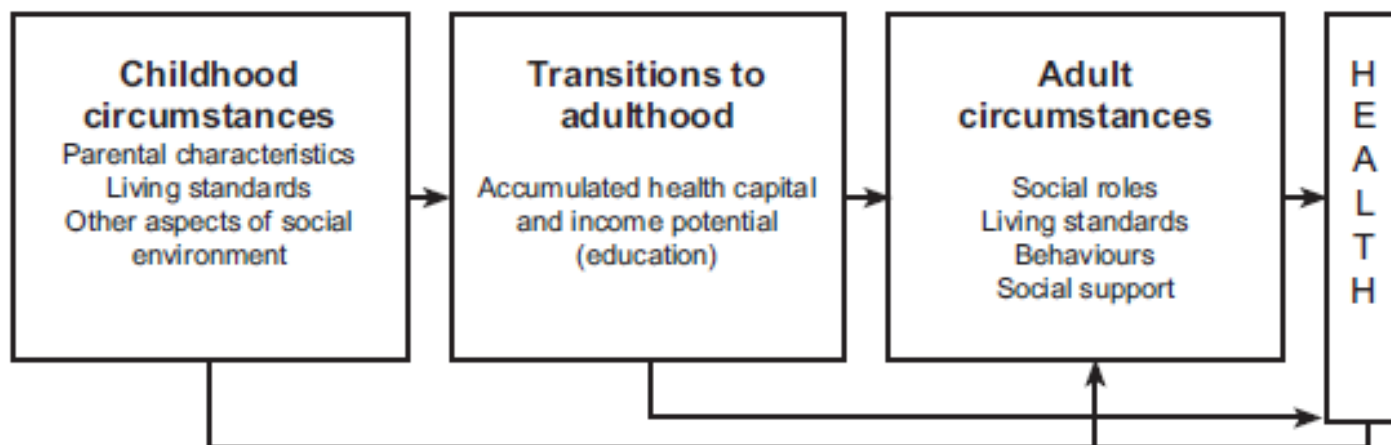 Childhood
circumstances
Parental characteristics
Living standards
Other aspects of social
environment
Transitions to
adulthood
Accumulated health capital
and income potential
(education)
Adult
circumstances
Social roles
Living standards
Behaviours
Social support
H
E
A
L
T
H